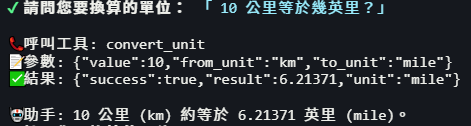 ✓請問您要換算的單位： 「 10 公里等於幾英里？」
📞呼叫工具: convert_unit
📝參數: {"value":10,"from_unit":"km","to_unit":"mile"}
✅結果: {"success":true,"result":6.21371,"unit":"mile"}
🤖助手: 10 公里 (km) 約等於 6.21371 英里 (mile)。